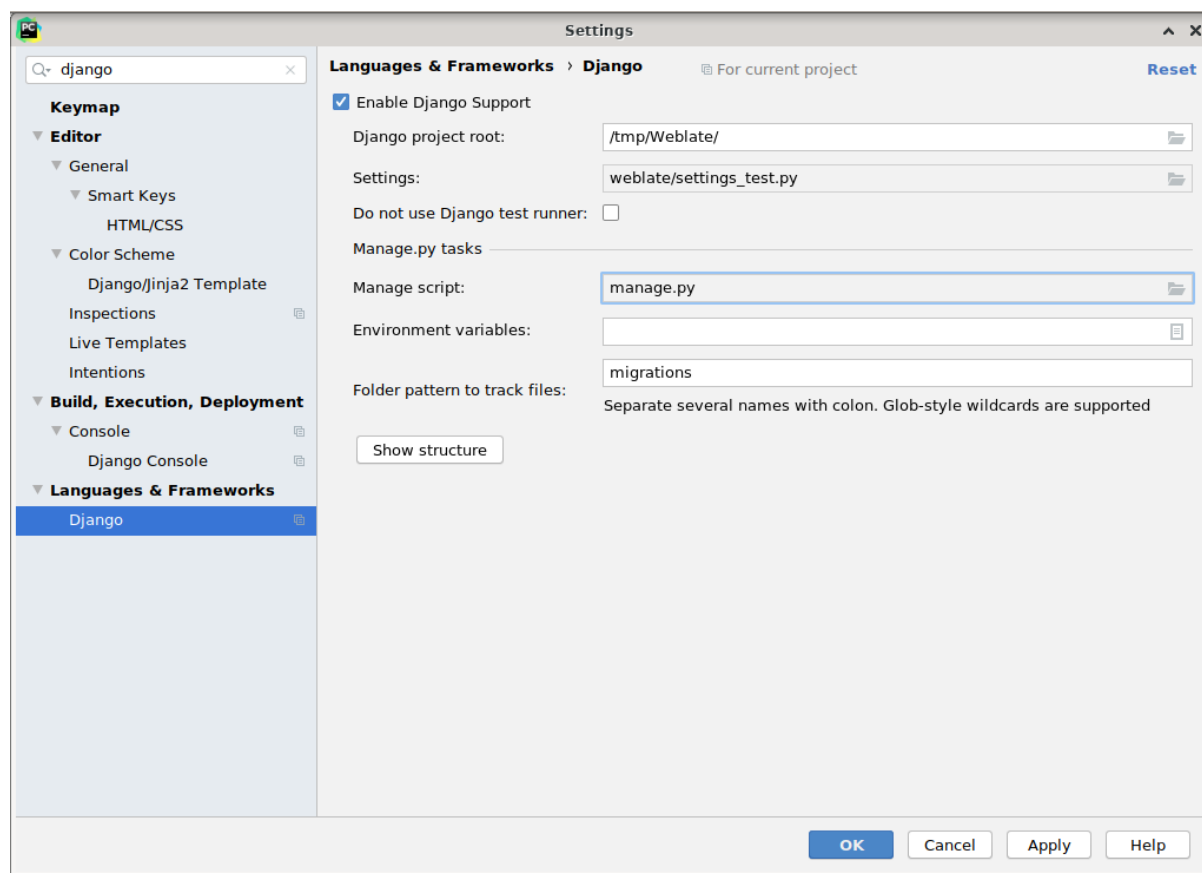 PC
Settings
django
Keymap
Editor
General
Smart Keys
HTML/CSS
Color Scheme
Django/Jinja2 Template
Inspections
Live Templates
Intentions
Build, Execution, Deployment
Console
Django Console
Languages & Frameworks
Django
Languages & Frameworks › Django For current project Reset
Enable Django Support
Django project root: /tmp/Weblate/
Settings: weblate/settings_test.py
Do not use Django test runner:
Manage.py tasks
Manage script: manage.py
Environment variables:
Folder pattern to track files: migrations
Separate several names with colon. Glob-style wildcards are supported
Show structure
OK Cancel Apply Help